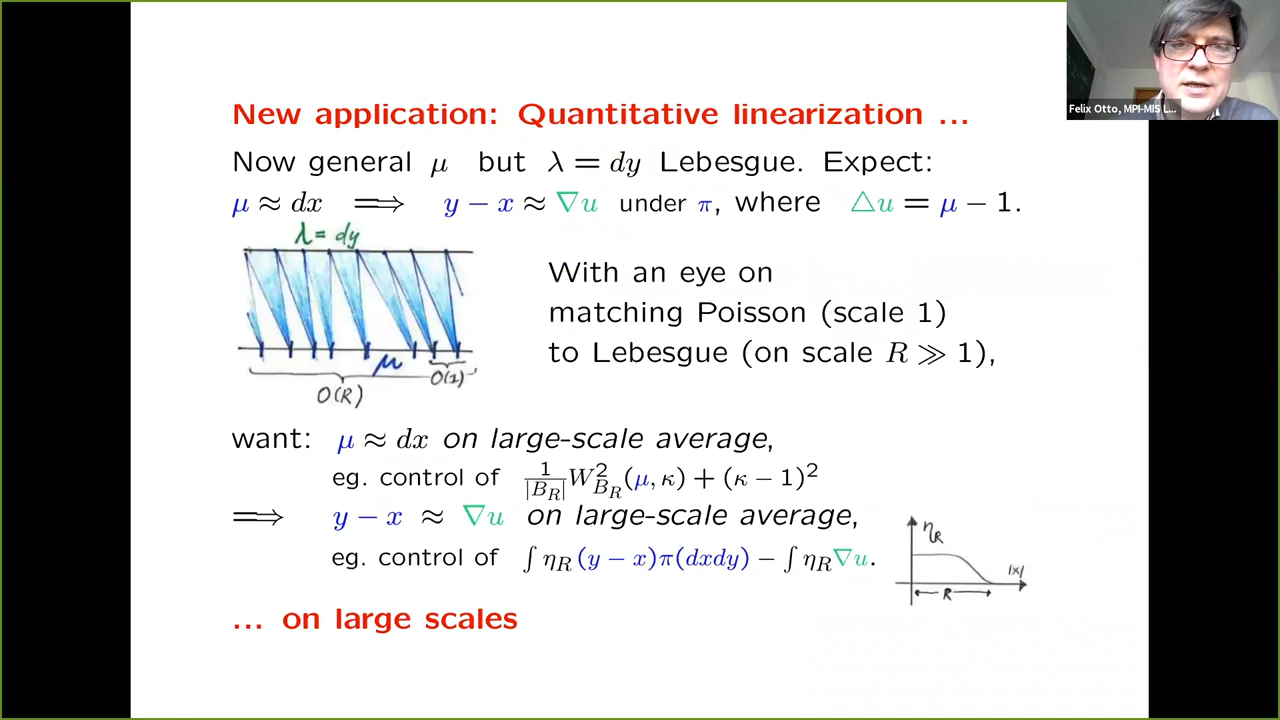 Felix Otto, MPI-MIS L...
New application: Quantitative linearization ...
Now general μ but λ = dy Lebesgue. Expect:
μ ≈ dx ⟹ y − x ≈ ∇u under π, where △u = μ − 1.
λ = dy
μ
O(1)
O(R)
With an eye on
matching Poisson (scale 1)
to Lebesgue (on scale R ≫ 1),
want: μ ≈ dx on large-scale average,
eg. control of 1/|B_R| W²_{B_R}(μ, κ) + (κ − 1)²
⟹ y − x ≈ ∇u on large-scale average,
eg. control of ∫ η_R (y − x)π(dxdy) − ∫ η_R ∇u.
η_R
|x|
R
... on large scales